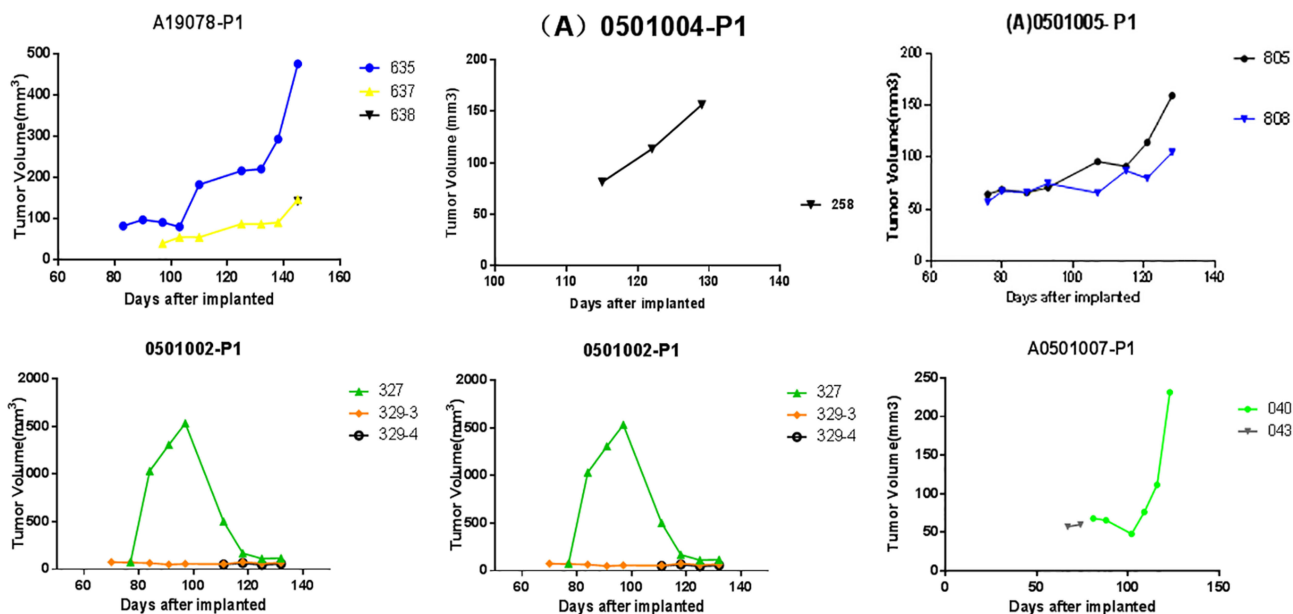 A19078-P1
Tumor Volume(mm³)
500
400
300
200
100
0
60 80 100 120 140 160
Days after implanted
635
637
638
（A）0501004-P1
Tumor Volume (mm3)
200
150
100
50
0
100 110 120 130 140
Days after implanted
258
(A)0501005- P1
Tumor Volume(mm3)
200
150
100
50
0
60 80 100 120 140
Days after implanted
805
808
0501002-P1
Tumor Volume(mm³)
2000
1500
1000
500
0
60 80 100 120 140
Days after implanted
327
329-3
329-4
0501002-P1
Tumor Volume(mm³)
2000
1500
1000
500
0
60 80 100 120 140
Days after implanted
327
329-3
329-4
A0501007-P1
Tumor Volume(mm3)
250
200
150
100
50
0
0 50 100 150
Days after implanted
040
043